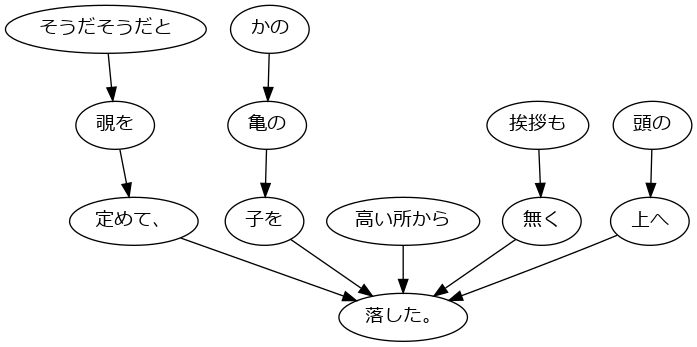 そうだそうだと
かの
覗を
亀の
挨拶も
頭の
定めて、
子を
高い所から
無く
上へ
落した。